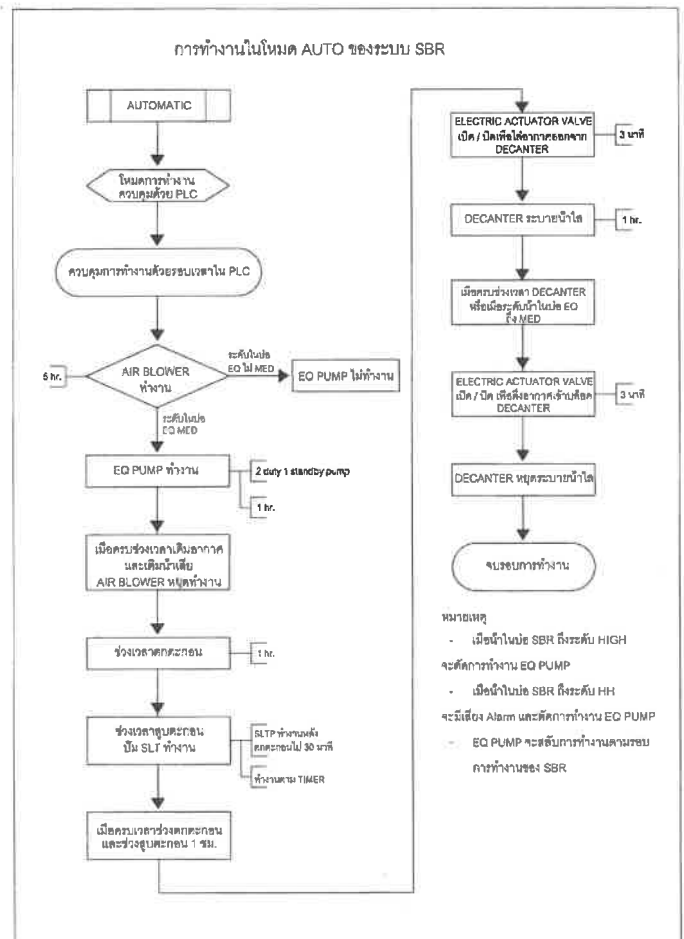 การทำงานในโหมด AUTO ของระบบ SBR
AUTOMATIC
โหมดการทำงาน
ควบคุมด้วย PLC
ควบคุมการทำงานด้วยรอบเวลาใน PLC
5 hr.
AIR BLOWER
ทำงาน
ระดับในบ่อ
EQ ไม่ MED
EQ PUMP ไม่ทำงาน
ระดับในบ่อ
EQ MED
EQ PUMP ทำงาน
2 duty 1 standby pump
1 hr.
เมื่อครบช่วงเวลาเติมอากาศ
และเติมน้ำเสีย
AIR BLOWER หยุดทำงาน
ช่วงเวลาตกตะกอน
1 hr.
ช่วงเวลาสูบตะกอน
ปั๊ม SLT ทำงาน
SLTP ทำงานหลัง
ตกตะกอนไป 30 นาที
ทำงานตาม TIMER
เมื่อครบเวลาช่วงตกตะกอน
และช่วงสูบตะกอน 1 ชม.
ELECTRIC ACTUATOR VALVE
เปิด / ปิดเพื่อไล่อากาศออกจาก
DECANTER
3 นาที
DECANTER ระบายน้ำใส
1 hr.
เมื่อครบช่วงเวลา DECANTER
หรือเมื่อระดับน้ำในบ่อ EQ
ถึง MED
ELECTRIC ACTUATOR VALVE
เปิด / ปิด เพื่อดึงอากาศเข้าบล็อค
DECANTER
3 นาที
DECANTER หยุดระบายน้ำใส
จบรอบการทำงาน
หมายเหตุ
- เมื่อน้ำในบ่อ SBR ถึงระดับ HIGH
จะตัดการทำงาน EQ PUMP
- เมื่อน้ำในบ่อ SBR ถึงระดับ HH
จะมีเสียง Alarm และตัดการทำงาน EQ PUMP
- EQ PUMP จะสลับการทำงานตามรอบ
การทำงานของ SBR